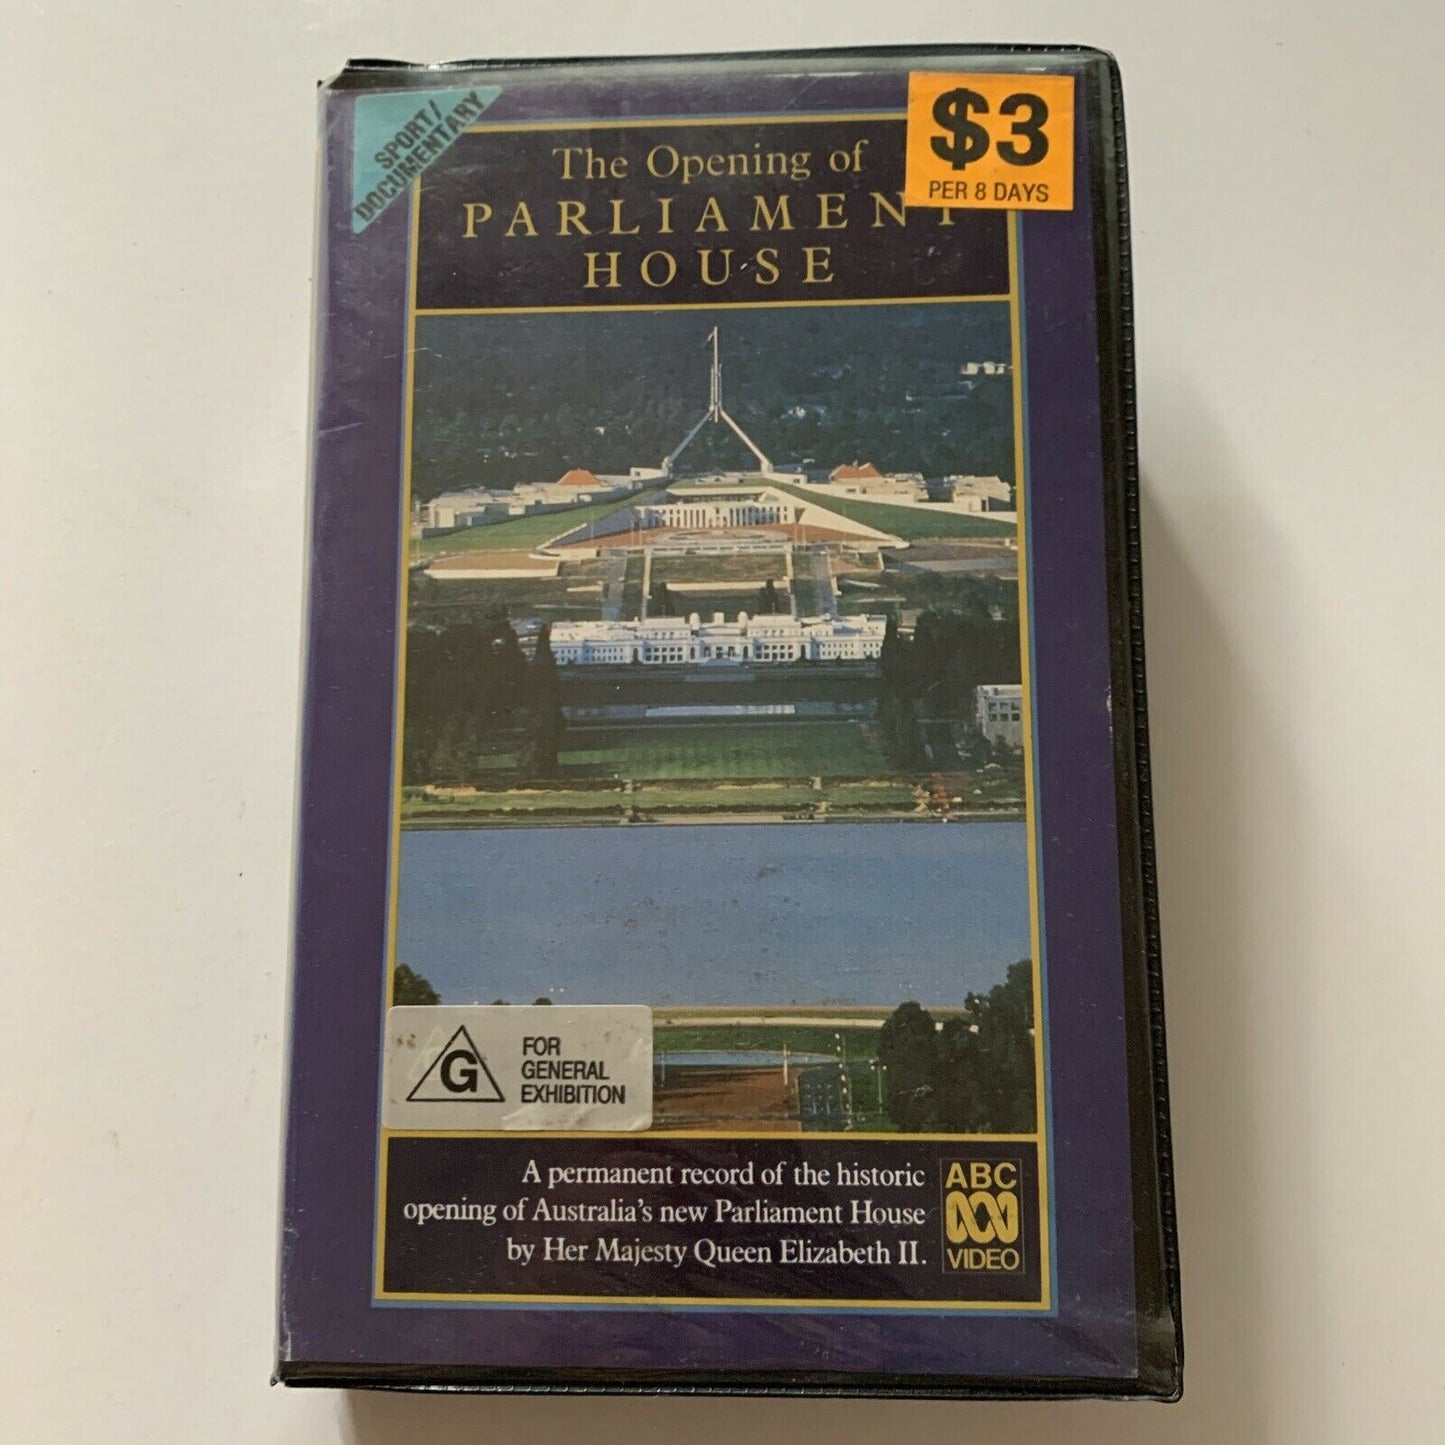 SPORT/
DOCUMENTARY
$3
PER 8 DAYS
The Opening of
PARLIAMENT
HOUSE
G
FOR
GENERAL
EXHIBITION
A permanent record of the historic
opening of Australia's new Parliament House
by Her Majesty Queen Elizabeth II.
ABC
VIDEO